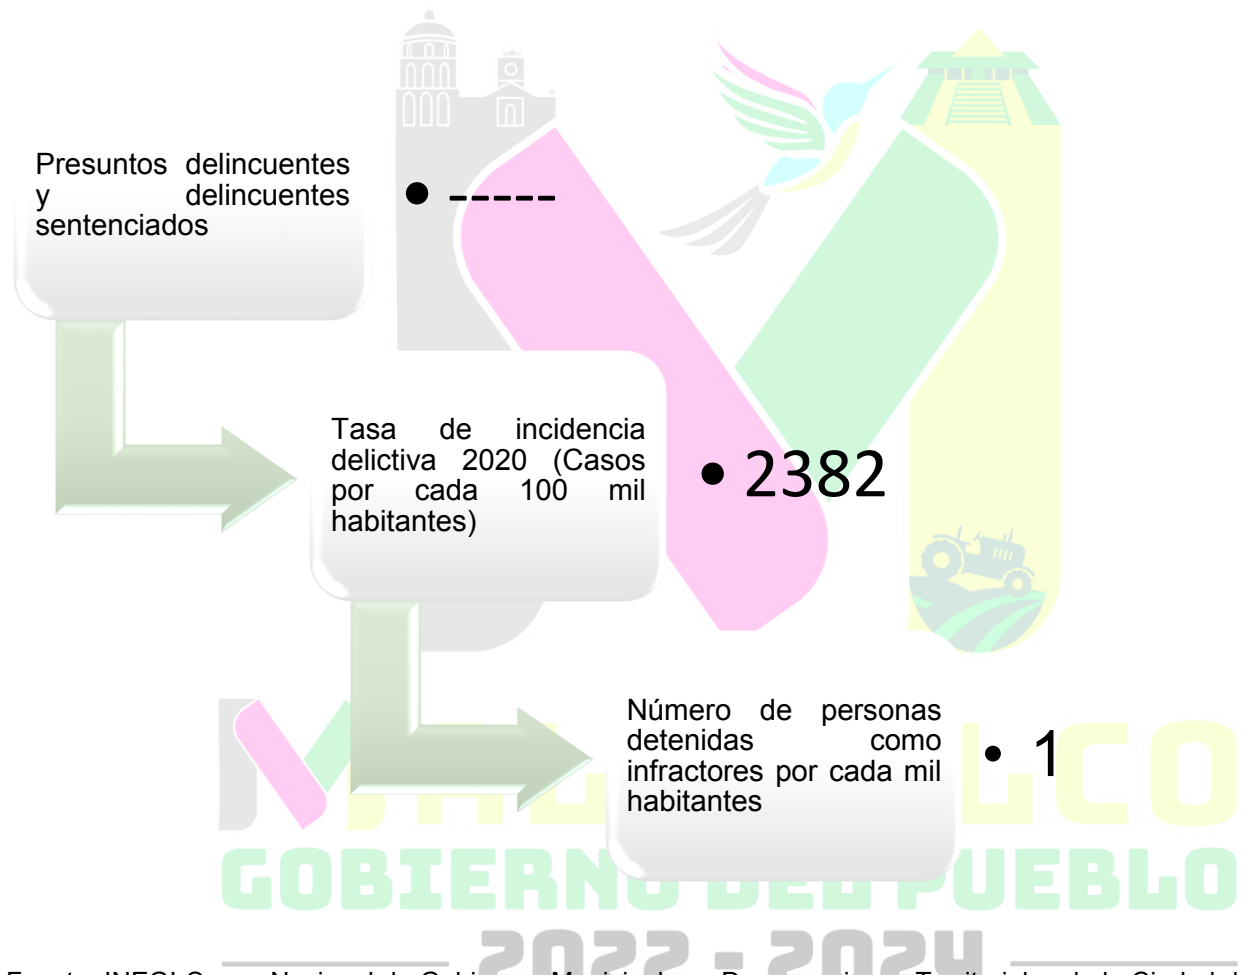 Presuntos delincuentes
y delincuentes
sentenciados
• -----
Tasa de incidencia
delictiva 2020 (Casos
por cada 100 mil
habitantes)
• 2382
Número de personas
detenidas como
infractores por cada mil
habitantes
• 1
GOBIERNO DEL PUEBLO
2022 - 2024